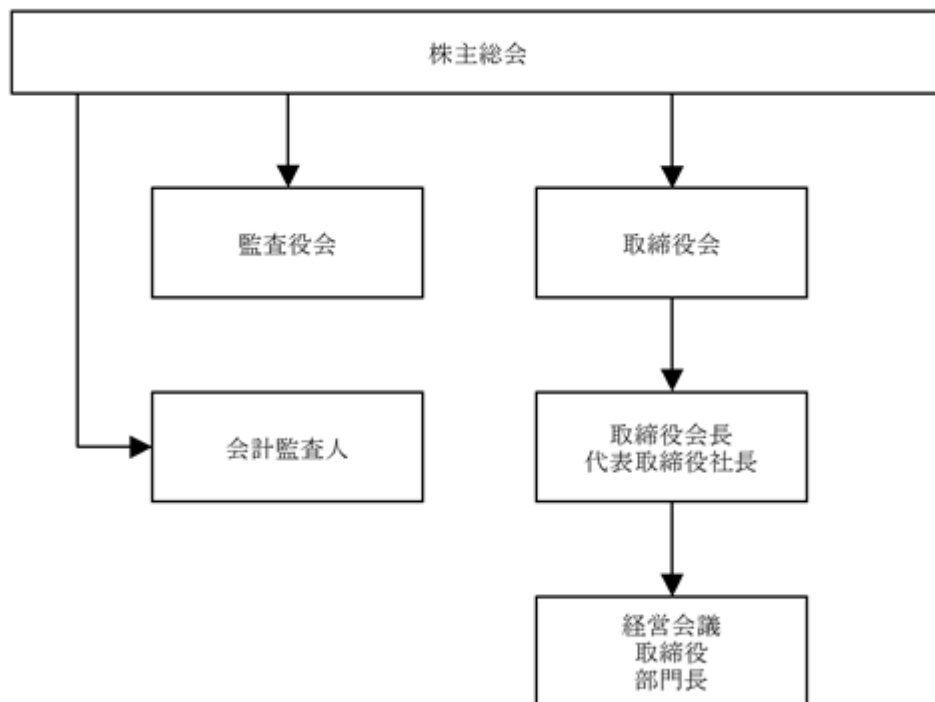 株主総会
監査役会
取締役会
会計監査人
取締役会長
代表取締役社長
経営会議
取締役
部門長